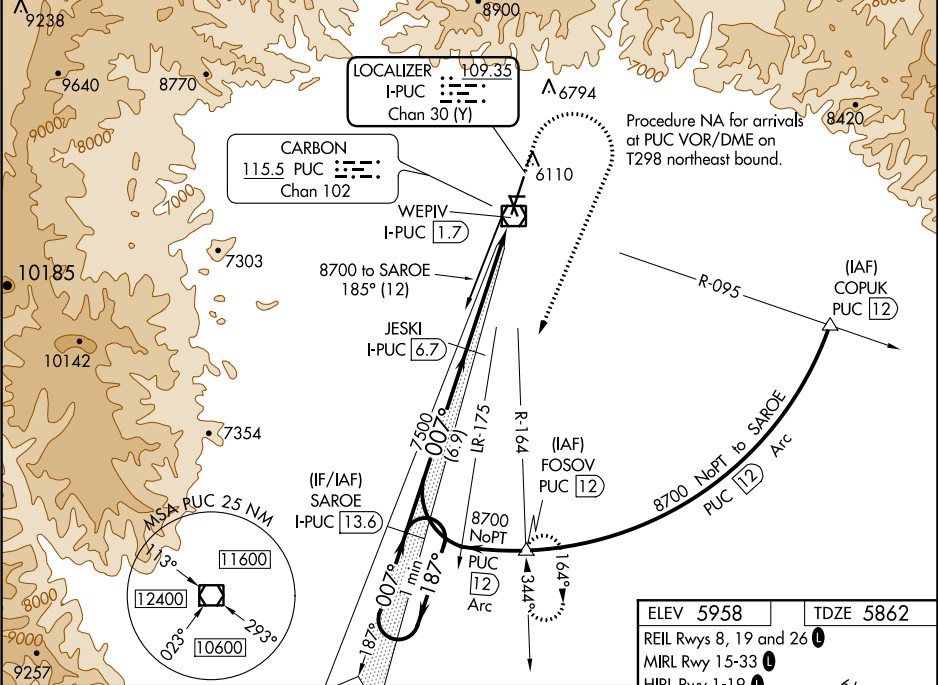 9238
8900
9640
8770
7000
9000
8000
LOCALIZER 109.35
I-PUC
Chan 30 (Y)
6794
8420
Procedure NA for arrivals
at PUC VOR/DME on
T298 northeast bound.
CARBON
115.5 PUC
Chan 102
6110
7000
WEPIV
I-PUC 1.7
7303
10185
8700 to SAROE
185° (12)
R-095
(IAF)
COPUK
PUC 12
JESKI
I-PUC 6.7
10142
7354
7500
007°
(6.9)
LR-175
R-164
(IAF)
FOSOV
PUC 12
8700 NoPT to SAROE
PUC 12 Arc
(IF/IAF)
SAROE
I-PUC 13.6
8700
NoPT
PUC
12
Arc
MSA PUC 25 NM
113°
11600
12400
023°
293°
10600
007°
1 min
187°
187°
344°
164°
8000
9000
9257
ELEV 5958
TDZE 5862
REIL Rwys 8, 19 and 26 L
MIRL Rwy 15-33 L
HIRL Rwy 1-19 L